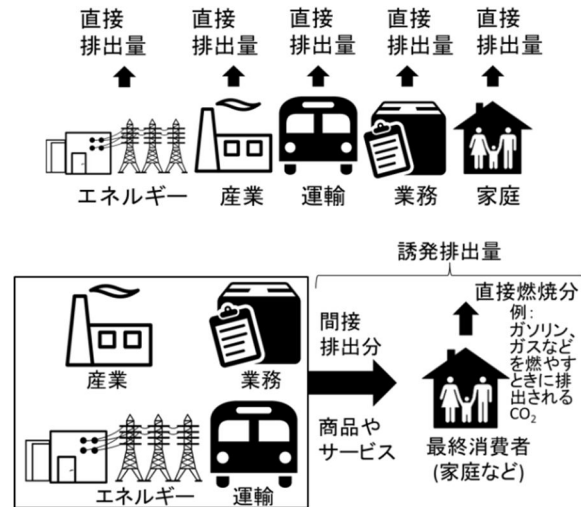 直接
排出量
直接
排出量
直接
排出量
直接
排出量
直接
排出量
エネルギー
産業
運輸
業務
家庭
誘発排出量
産業
業務
エネルギー
運輸
間接
排出分
商品や
サービス
直接燃焼分
例：
ガソリン、
ガスなど
を燃やす
ときに排
出される
CO₂
最終消費者
(家庭など)